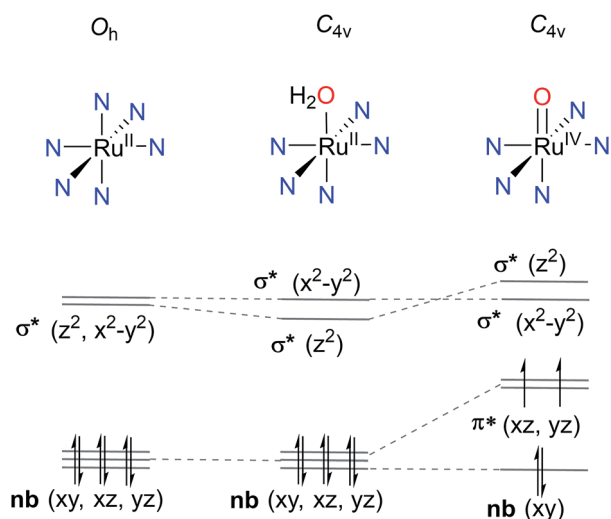 Oh C4v C4v
N N N Ru^II N N N
H2O N N Ru^II N N N
O N N Ru^IV N N N
σ* (z²)
σ* (x²-y²)
σ* (z², x²-y²) σ* (z²) σ* (x²-y²)
π* (xz, yz)
nb (xy, xz, yz) nb (xy, xz, yz) nb (xy)